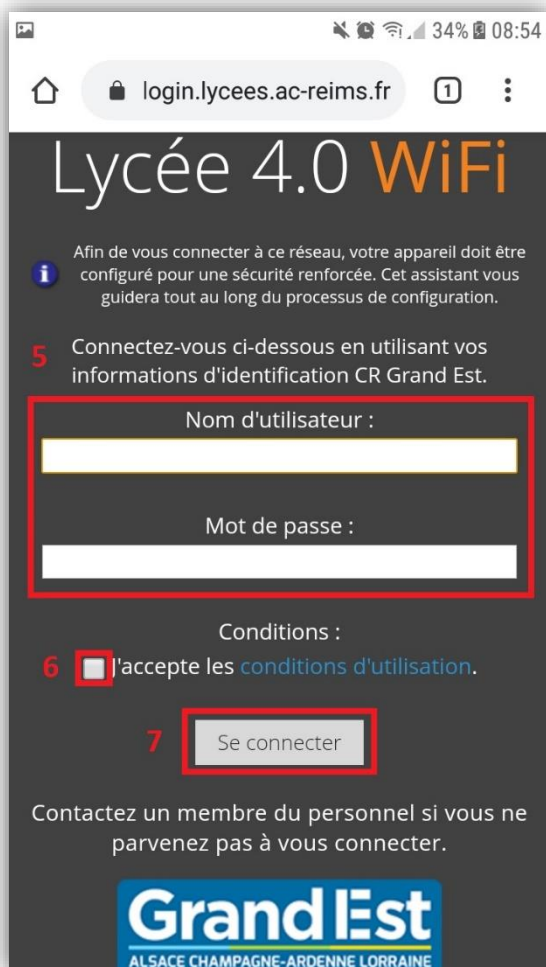 34% 08:54
login.lycees.ac-reims.fr 1
Lycée 4.0 WiFi
Afin de vous connecter à ce réseau, votre appareil doit être
configuré pour une sécurité renforcée. Cet assistant vous
guidera tout au long du processus de configuration.
5 Connectez-vous ci-dessous en utilisant vos
informations d'identification CR Grand Est.
Nom d'utilisateur :
Mot de passe :
Conditions :
6 J'accepte les conditions d'utilisation.
7 Se connecter
Contactez un membre du personnel si vous ne
parvenez pas à vous connecter.
Grand Est
ALSACE CHAMPAGNE-ARDENNE LORRAINE